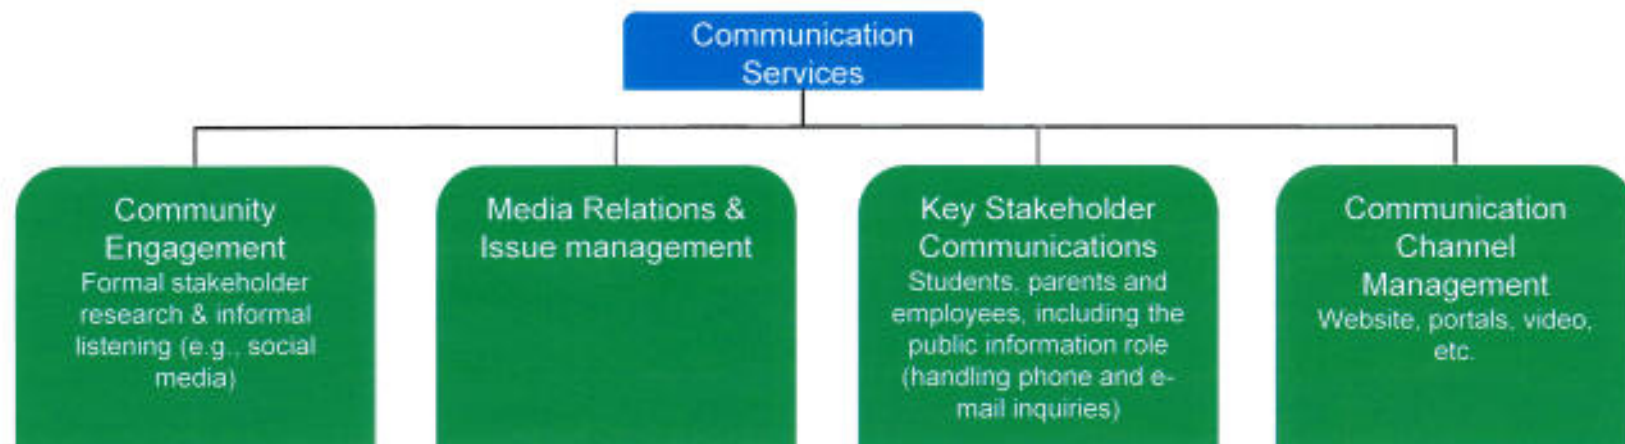 Communication
Services
Community
Engagement
Formal stakeholder
research & informal
listening (e.g., social
media)
Media Relations &
Issue management
Key Stakeholder
Communications
Students, parents and
employees, including the
public information role
(handling phone and e-
mail inquiries)
Communication
Channel
Management
Website, portals, video,
etc.